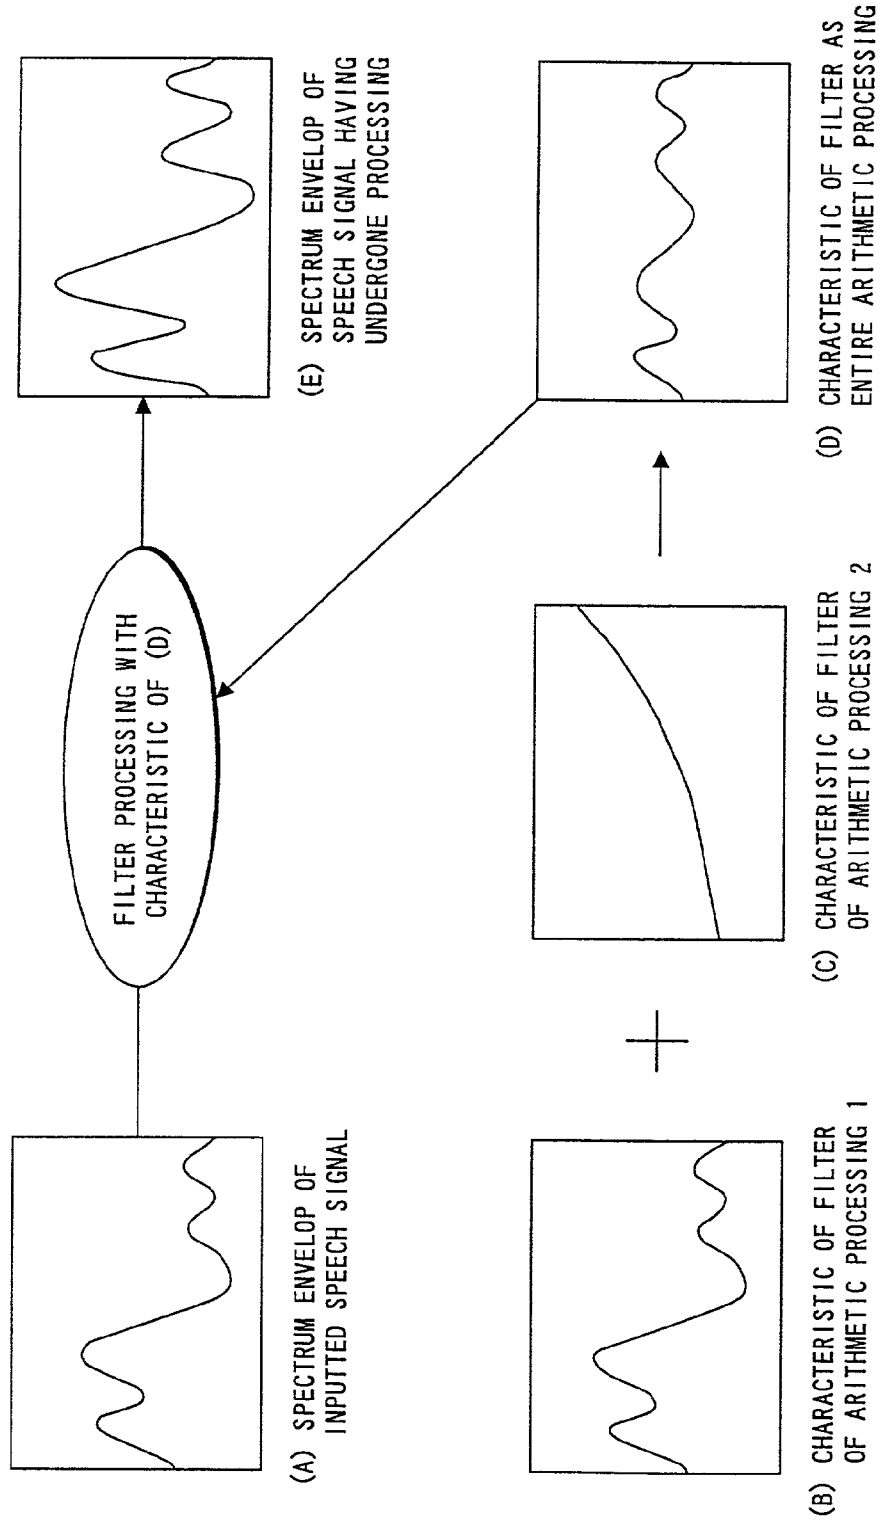 FILTER PROCESSING WITH
CHARACTERISTIC OF (D)
(A) SPECTRUM ENVELOP OF
INPUTTED SPEECH SIGNAL
(E) SPECTRUM ENVELOP OF
SPEECH SIGNAL HAVING
UNDERGONE PROCESSING
(B) CHARACTERISTIC OF FILTER
OF ARITHMETIC PROCESSING 1
(C) CHARACTERISTIC OF FILTER
OF ARITHMETIC PROCESSING 2
(D) CHARACTERISTIC OF FILTER AS
ENTIRE ARITHMETIC PROCESSING